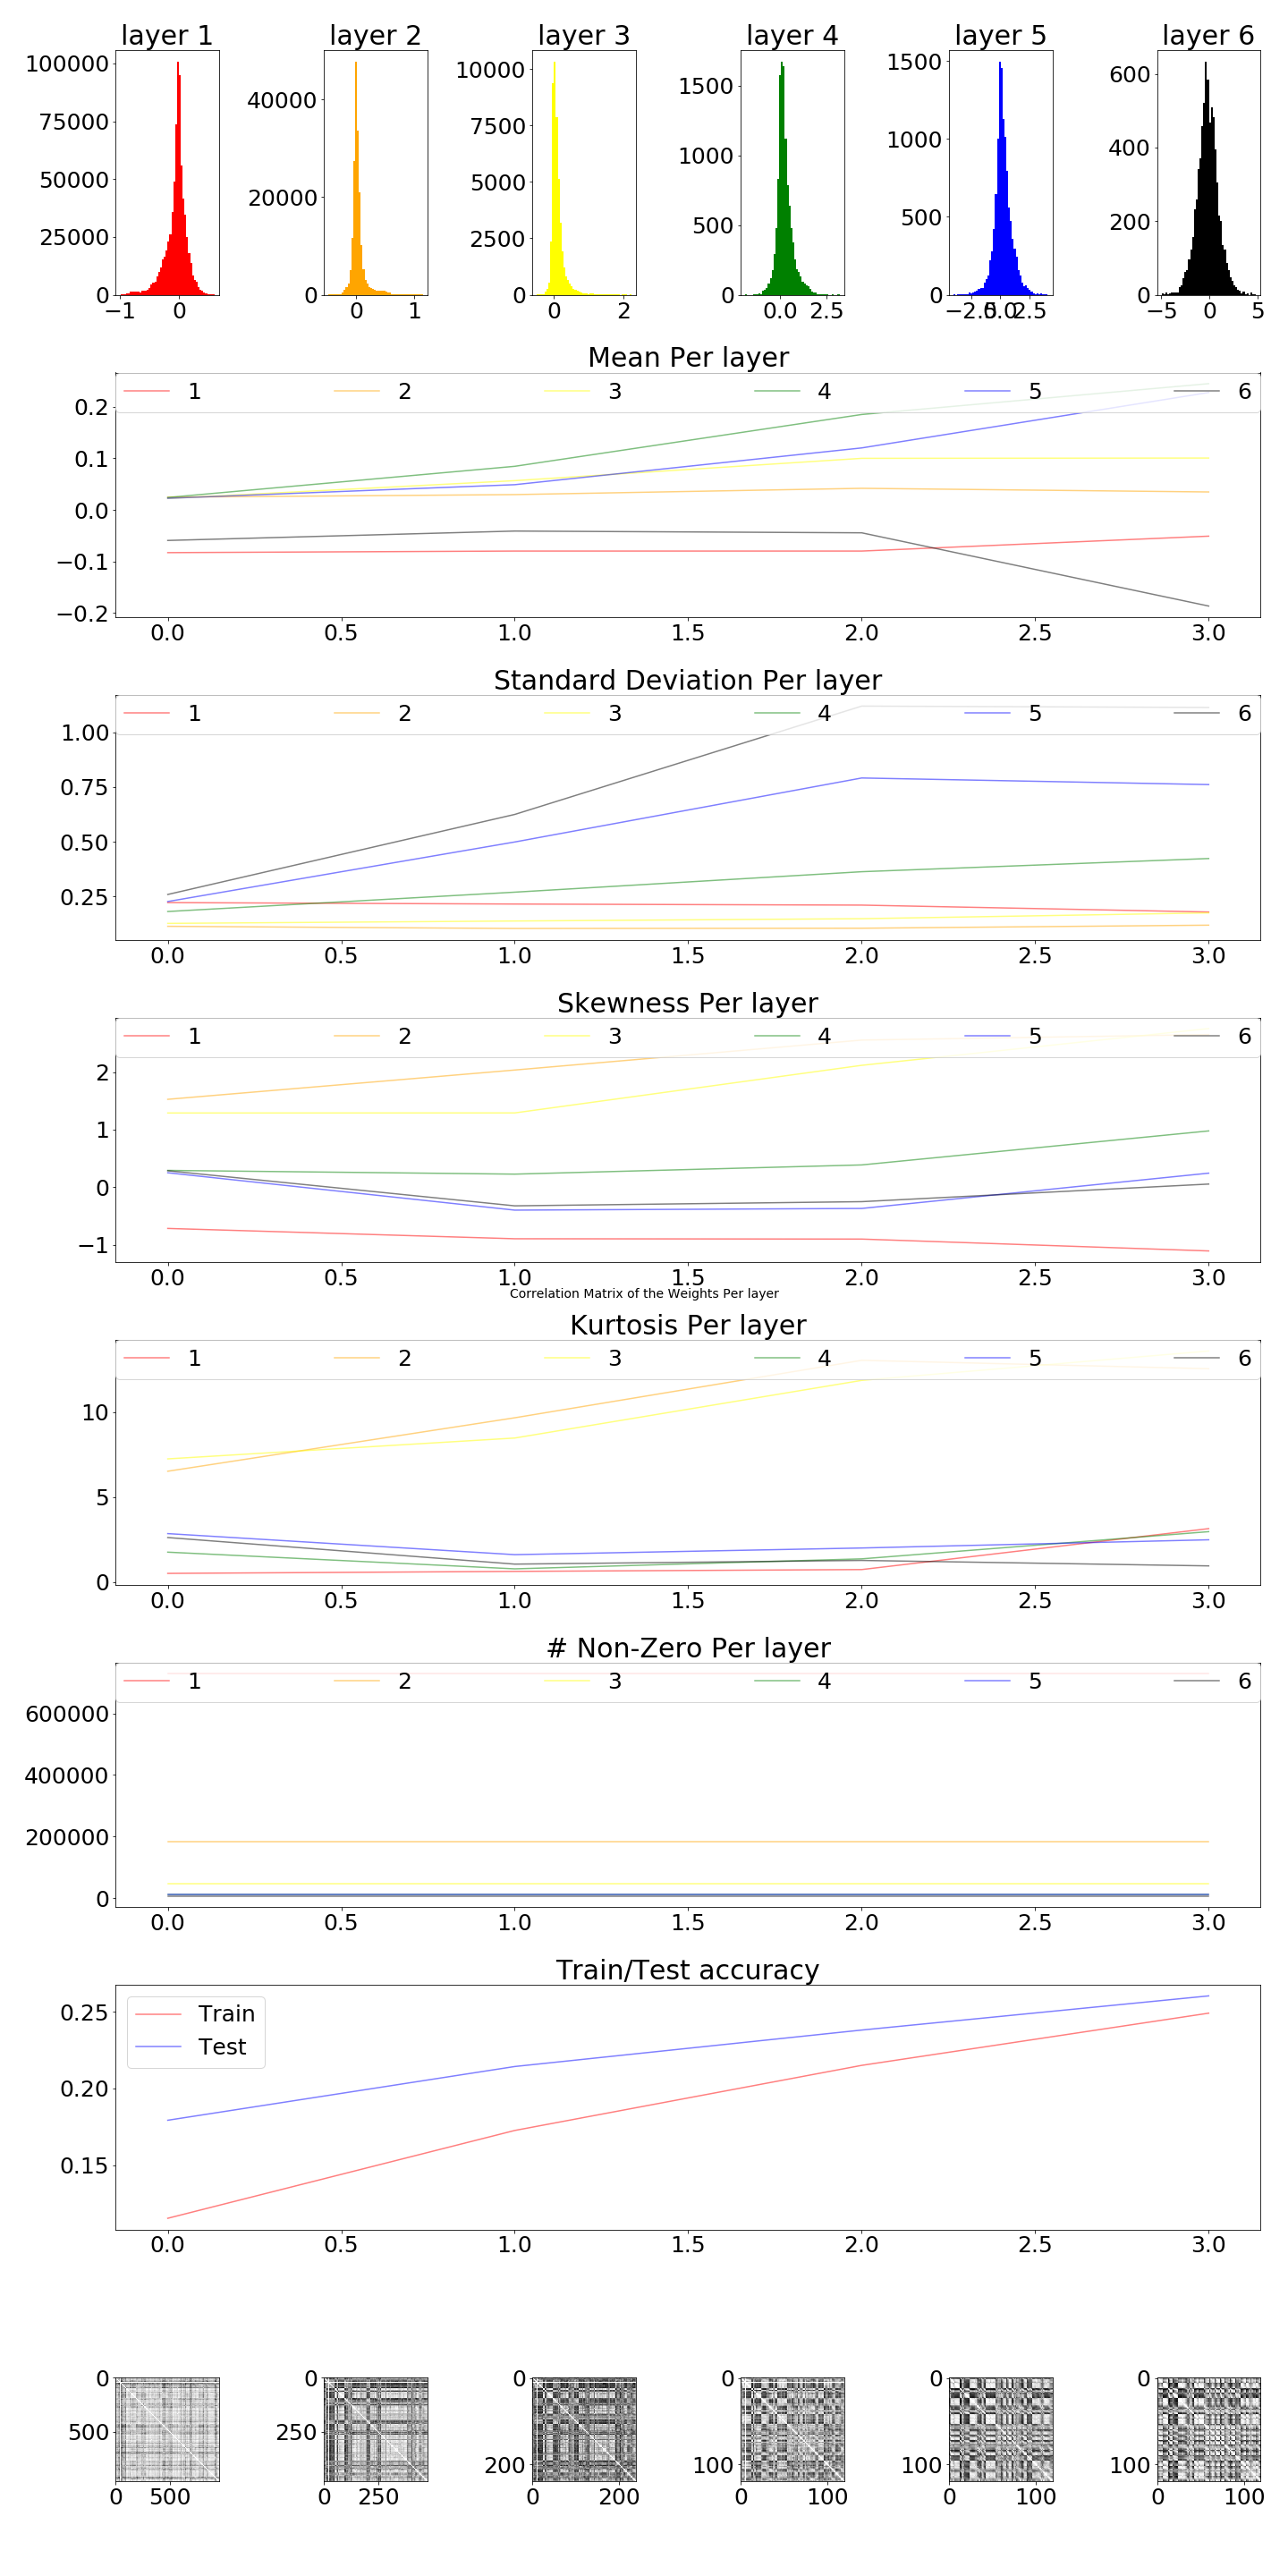 layer 1 layer 2 layer 3 layer 4 layer 5 layer 6
100000 75000 50000 25000 0
40000 20000 0
10000 7500 5000 2500 0
1500 1000 500 0
1500 1000 500 0
600 400 200 0
−1 0 0 1 0 2 0.0 2.5 −2.5 0.0 2.5 −5 0 5
Mean Per layer
1 2 3 4 5 6
0.2
0.1
0.0
−0.1
−0.2
0.0 0.5 1.0 1.5 2.0 2.5 3.0
Standard Deviation Per layer
1 2 3 4 5 6
1.00
0.75
0.50
0.25
0.0 0.5 1.0 1.5 2.0 2.5 3.0
Skewness Per layer
1 2 3 4 5 6
2
1
0
−1
0.0 0.5 1.0 1.5 2.0 2.5 3.0
Correlation Matrix of the Weights Per layer
Kurtosis Per layer
1 2 3 4 5 6
10
5
0
0.0 0.5 1.0 1.5 2.0 2.5 3.0
# Non-Zero Per layer
1 2 3 4 5 6
600000
400000
200000
0
0.0 0.5 1.0 1.5 2.0 2.5 3.0
Train/Test accuracy
Train
Test
0.25
0.20
0.15
0.0 0.5 1.0 1.5 2.0 2.5 3.0
0 0 0 0 0 0
500 250 200 100 100 100
0 500 0 250 0 200 0 100 0 100 0 100